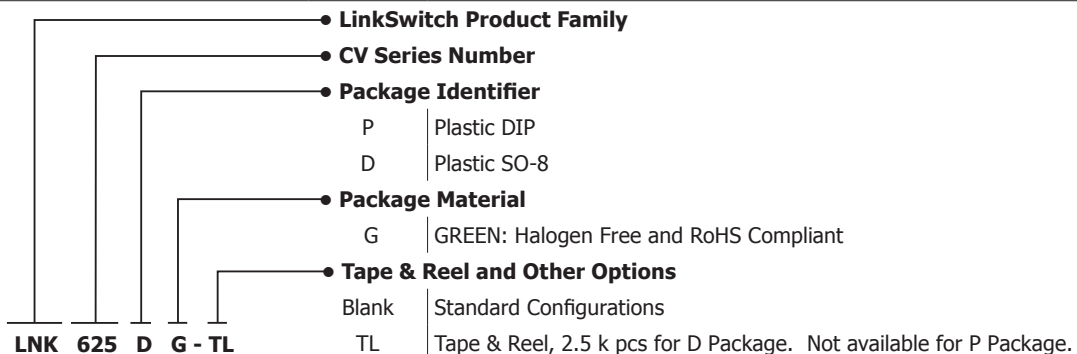 • LinkSwitch Product Family
• CV Series Number
• Package Identifier
P Plastic DIP
D Plastic SO-8
• Package Material
G GREEN: Halogen Free and RoHS Compliant
• Tape & Reel and Other Options
Blank Standard Configurations
LNK 625 D G - TL TL Tape & Reel, 2.5 k pcs for D Package. Not available for P Package.